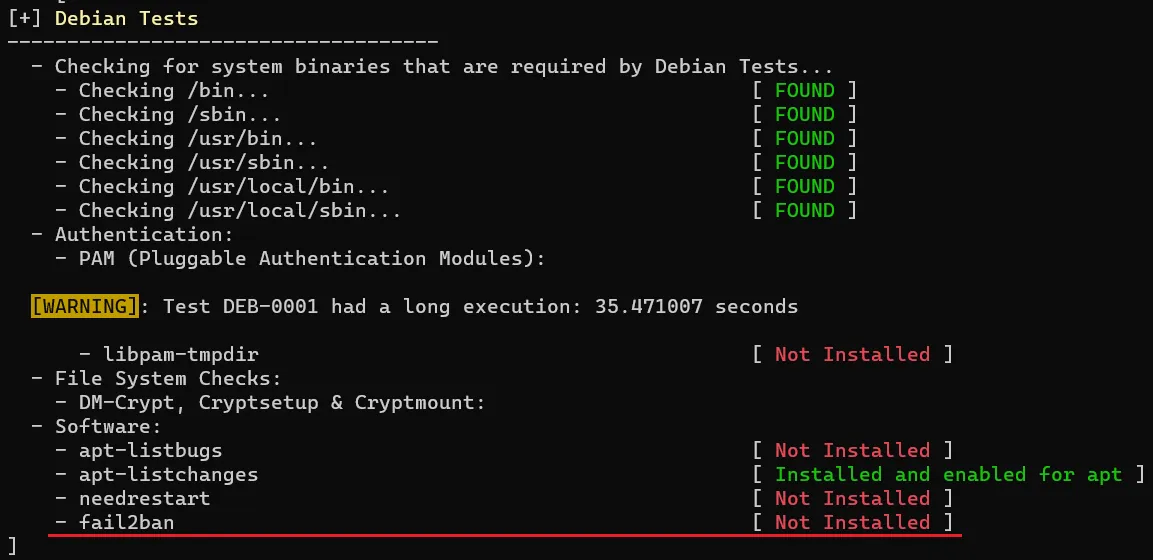 [
[+] Debian Tests
------------------------------------
  - Checking for system binaries that are required by Debian Tests...
    - Checking /bin...                                        [ FOUND ]
    - Checking /sbin...                                       [ FOUND ]
    - Checking /usr/bin...                                    [ FOUND ]
    - Checking /usr/sbin...                                   [ FOUND ]
    - Checking /usr/local/bin...                              [ FOUND ]
    - Checking /usr/local/sbin...                             [ FOUND ]
  - Authentication:
    - PAM (Pluggable Authentication Modules):
  [WARNING]: Test DEB-0001 had a long execution: 35.471007 seconds
      - libpam-tmpdir                                         [ Not Installed ]
  - File System Checks:
    - DM-Crypt, Cryptsetup & Cryptmount:
  - Software:
    - apt-listbugs                                            [ Not Installed ]
    - apt-listchanges                                         [ Installed and enabled for apt ]
    - needrestart                                             [ Not Installed ]
    - fail2ban                                                [ Not Installed ]
]